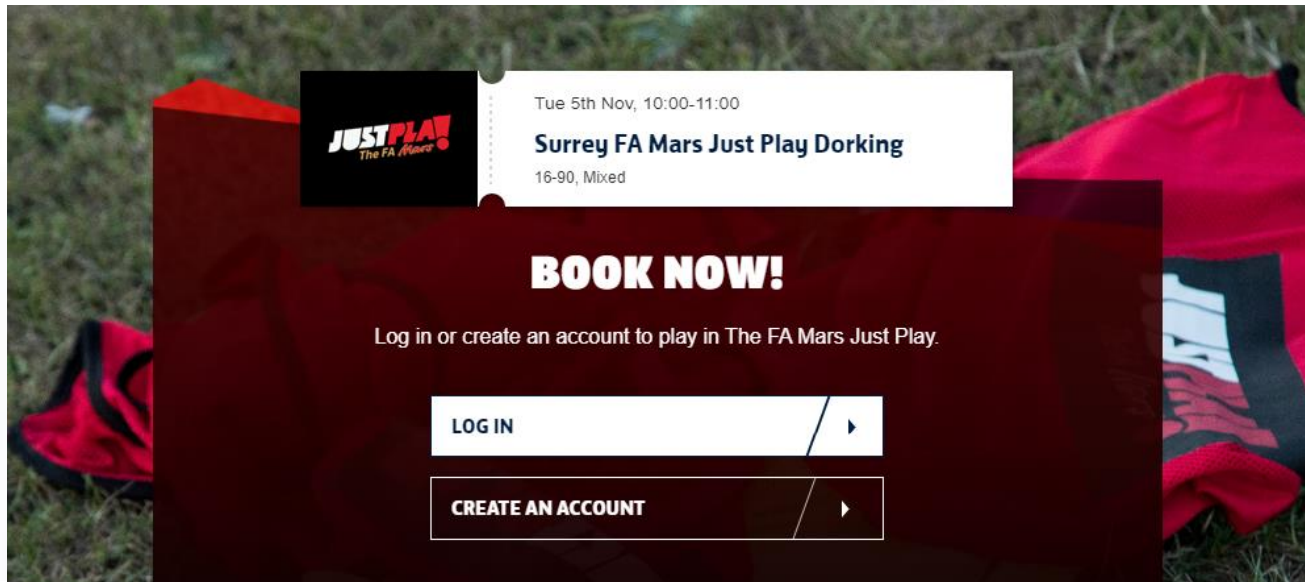 JUSTPLAY!
The FA Mars
Tue 5th Nov, 10:00-11:00
Surrey FA Mars Just Play Dorking
16-90, Mixed
BOOK NOW!
Log in or create an account to play in The FA Mars Just Play.
LOG IN
CREATE AN ACCOUNT